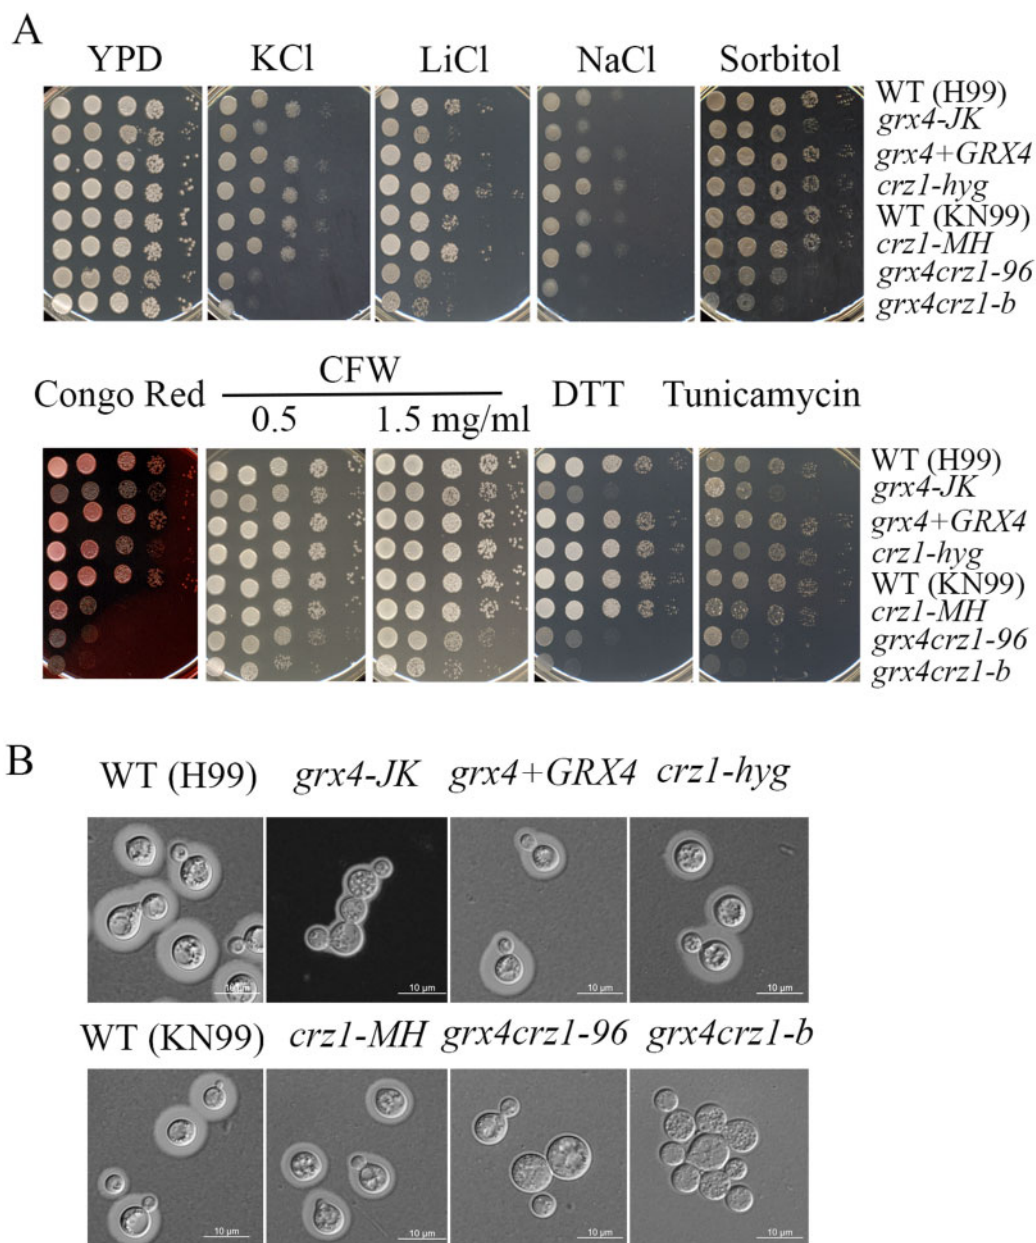 A
YPD KCl LiCl NaCl Sorbitol
WT (H99)
grx4-JK
grx4+GRX4
crz1-hyg
WT (KN99)
crz1-MH
grx4crz1-96
grx4crz1-b
CFW
Congo Red 0.5 1.5 mg/ml DTT Tunicamycin
WT (H99)
grx4-JK
grx4+GRX4
crz1-hyg
WT (KN99)
crz1-MH
grx4crz1-96
grx4crz1-b
B
WT (H99) grx4-JK grx4+GRX4 crz1-hyg
10 µm 10 µm 10 µm 10 µm
WT (KN99) crz1-MH grx4crz1-96 grx4crz1-b
10 µm 10 µm 10 µm 10 µm